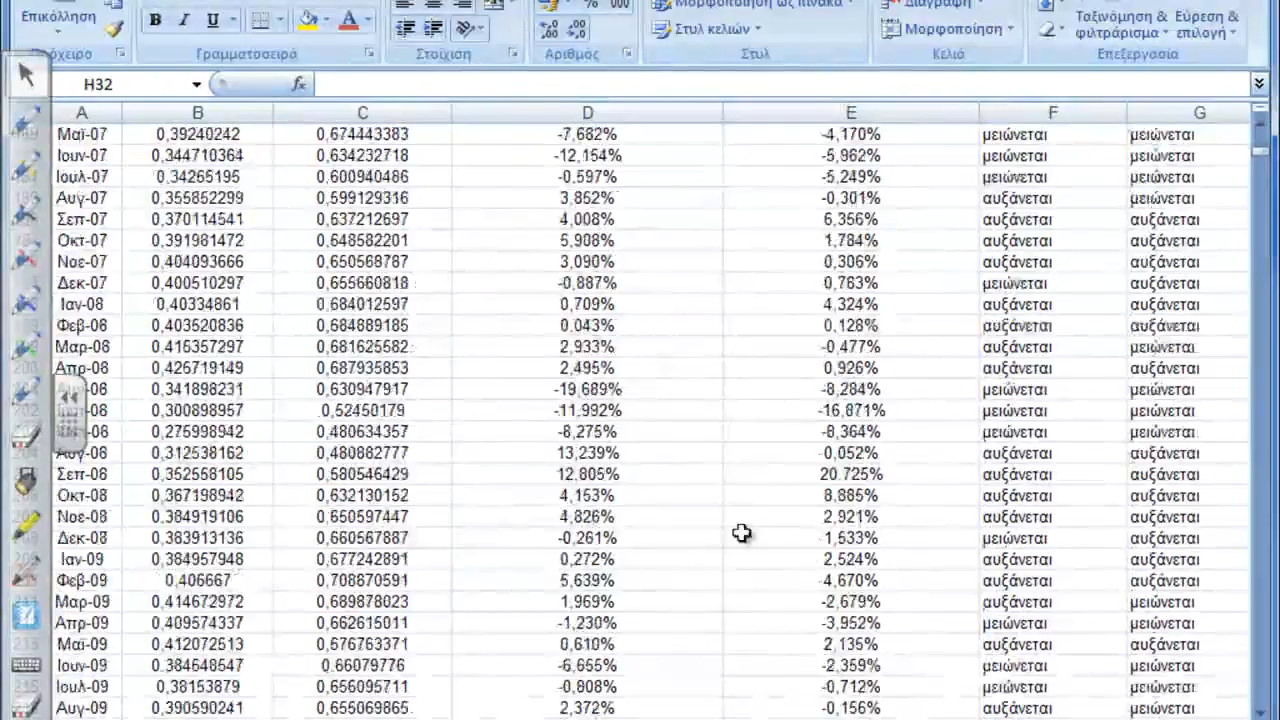 Μορφοποίηση ως πίνακα Διαγραφή
Επικόλληση B I U A % 000 Στυλ κελιών Μορφοποίηση Ταξινόμηση & Εύρεση &
φιλτράρισμα επιλογή
Πρόχειρο Γραμματοσειρά Στοίχιση Αριθμός Στυλ Κελιά Επεξεργασία
H32 fx
A B C D E F G
Μαϊ-07 0,39240242 0,674443383 -7,682% -4,170% μειώνεται μειώνεται
Ιουν-07 0,344710364 0,634232718 -12,154% -5,962% μειώνεται μειώνεται
Ιουλ-07 0,34265195 0,600940486 -0,597% -5,249% μειώνεται μειώνεται
Αυγ-07 0,355852299 0,599129316 3,852% -0,301% αυξάνεται μειώνεται
Σεπ-07 0,370114541 0,637212697 4,008% 6,356% αυξάνεται αυξάνεται
Οκτ-07 0,391981472 0,648582201 5,908% 1,784% αυξάνεται αυξάνεται
Νοε-07 0,404093666 0,650568787 3,090% 0,306% αυξάνεται αυξάνεται
Δεκ-07 0,400510297 0,655660818 -0,887% 0,783% μειώνεται αυξάνεται
Ιαν-08 0,40334861 0,684012597 0,709% 4,324% αυξάνεται αυξάνεται
Φεβ-08 0,403520836 0,684889185 0,043% 0,128% αυξάνεται αυξάνεται
Μαρ-08 0,415357297 0,681625582 2,933% -0,477% αυξάνεται μειώνεται
Απρ-08 0,426719149 0,687935853 2,495% 0,926% αυξάνεται αυξάνεται
-08 0,341898231 0,630947917 -19,689% -8,284% μειώνεται μειώνεται
-08 0,300898957 0,52450179 -11,992% -16,871% μειώνεται μειώνεται
-08 0,275998942 0,480634357 -8,275% -8,364% μειώνεται μειώνεται
Αυγ-08 0,312538162 0,480882777 13,239% 0,052% αυξάνεται αυξάνεται
Σεπ-08 0,352558105 0,580546429 12,805% 20,725% αυξάνεται αυξάνεται
Οκτ-08 0,367198942 0,632130152 4,153% 8,885% αυξάνεται αυξάνεται
Νοε-08 0,384919106 0,650597447 4,826% 2,921% αυξάνεται αυξάνεται
Δεκ-08 0,383913136 0,660567887 -0,261% 1,533% μειώνεται αυξάνεται
Ιαν-09 0,384957948 0,677242891 0,272% 2,524% αυξάνεται αυξάνεται
Φεβ-09 0,406667 0,708870591 5,639% 4,670% αυξάνεται αυξάνεται
Μαρ-09 0,414672972 0,689878023 1,969% -2,679% αυξάνεται μειώνεται
Απρ-09 0,409574337 0,662615011 -1,230% -3,952% μειώνεται μειώνεται
Μαϊ-09 0,412072513 0,676763371 0,610% 2,135% αυξάνεται αυξάνεται
Ιουν-09 0,384648547 0,66079776 -6,655% -2,359% μειώνεται μειώνεται
Ιουλ-09 0,38153879 0,656095711 -0,808% -0,712% μειώνεται μειώνεται
Αυγ-09 0,390590241 0,655069865 2,372% -0,156% αυξάνεται μειώνεται